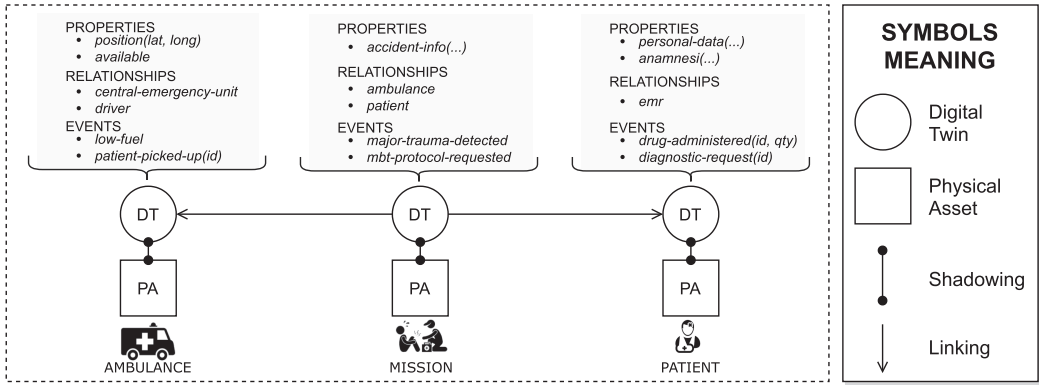 PROPERTIES
• position(lat, long)
• available
RELATIONSHIPS
• central-emergency-unit
• driver
EVENTS
• low-fuel
• patient-picked-up(id)
DT
PA
AMBULANCE
PROPERTIES
• accident-info(...)
RELATIONSHIPS
• ambulance
• patient
EVENTS
• major-trauma-detected
• mbt-protocol-requested
DT
PA
MISSION
PROPERTIES
• personal-data(...)
• anamnesi(...)
RELATIONSHIPS
• emr
EVENTS
• drug-administered(id, qty)
• diagnostic-request(id)
DT
PA
PATIENT
SYMBOLS
MEANING
Digital
Twin
Physical
Asset
Shadowing
Linking